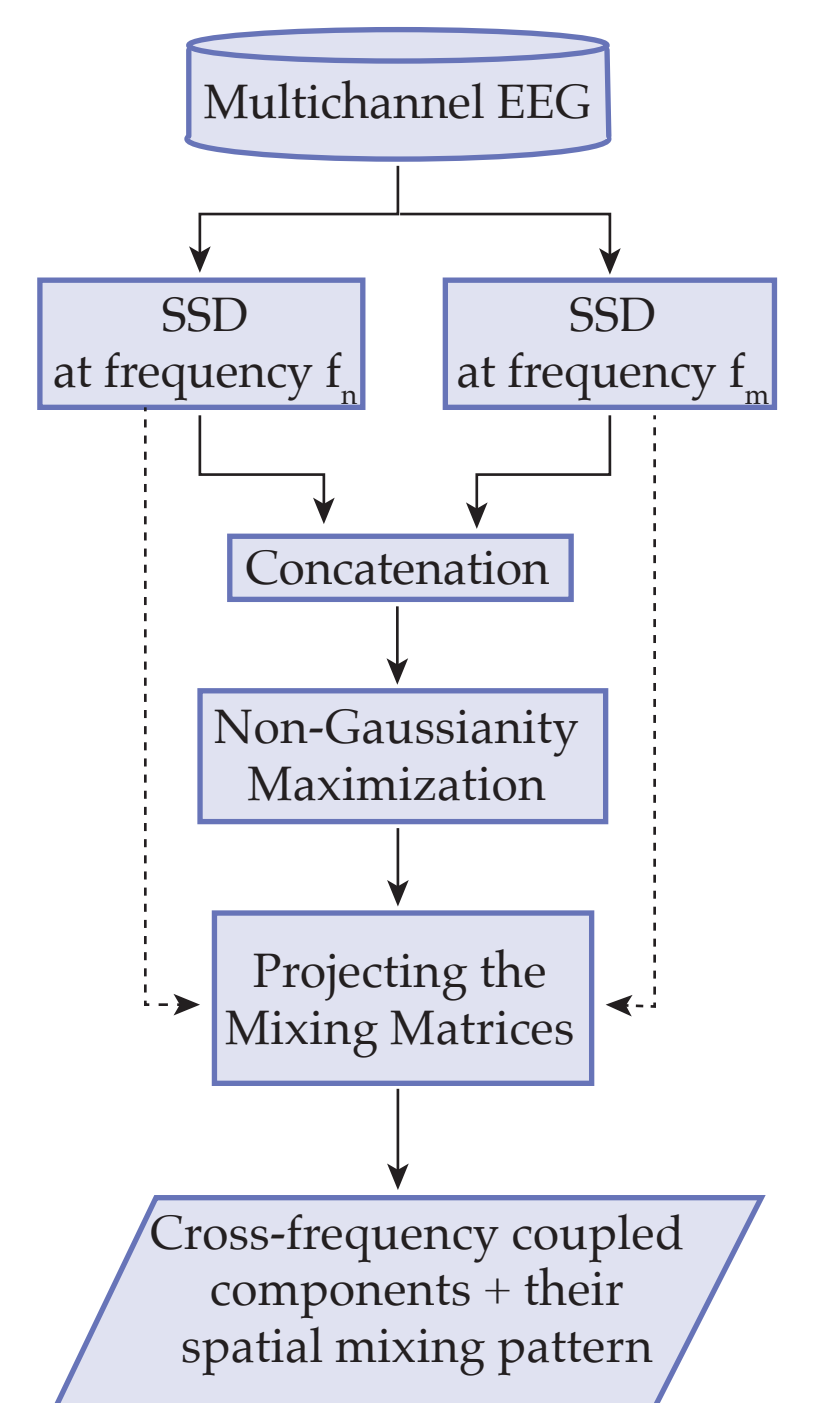 Multichannel EEG
SSD
at frequency fn
SSD
at frequency fm
Concatenation
Non-Gaussianity
Maximization
Projecting the
Mixing Matrices
Cross-frequency coupled
components + their
spatial mixing pattern